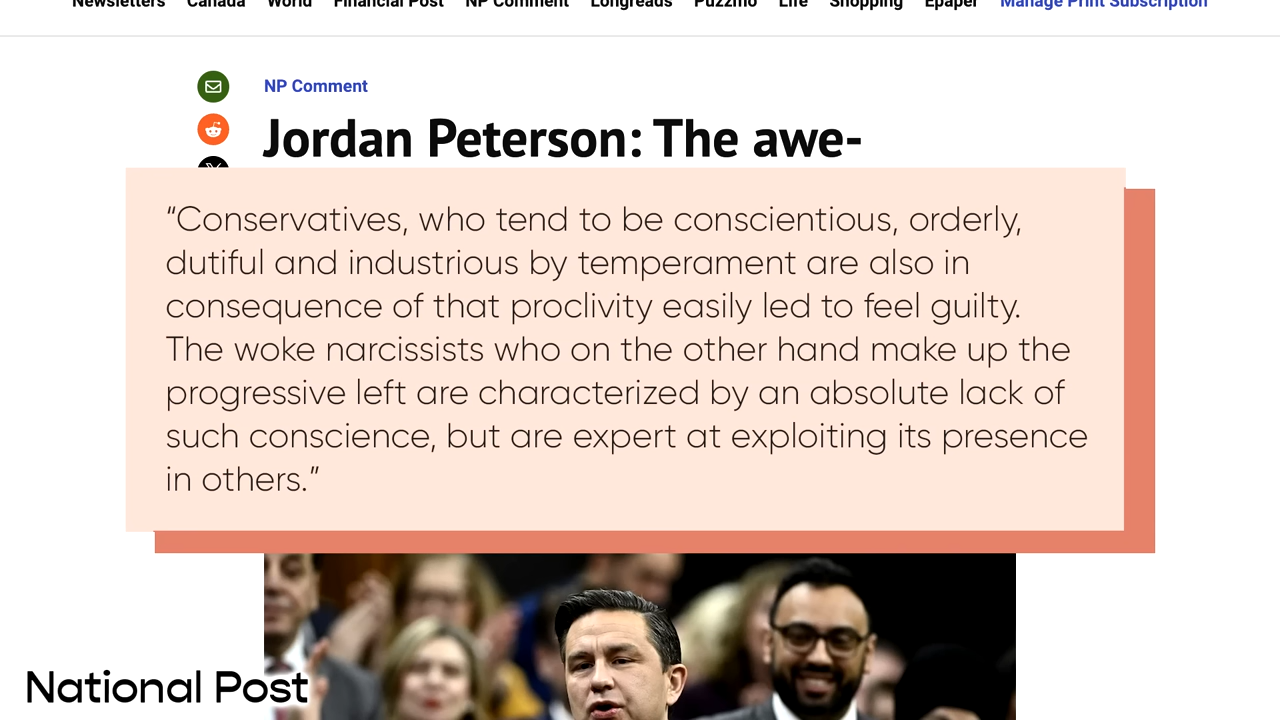 Newsletters Canada World Financial Post NP Comment Longreads Puzzmo Life Shopping Epaper Manage Print Subscription
NP Comment
Jordan Peterson: The awe-
“Conservatives, who tend to be conscientious, orderly,
dutiful and industrious by temperament are also in
consequence of that proclivity easily led to feel guilty.
The woke narcissists who on the other hand make up the
progressive left are characterized by an absolute lack of
such conscience, but are expert at exploiting its presence
in others.”
National Post